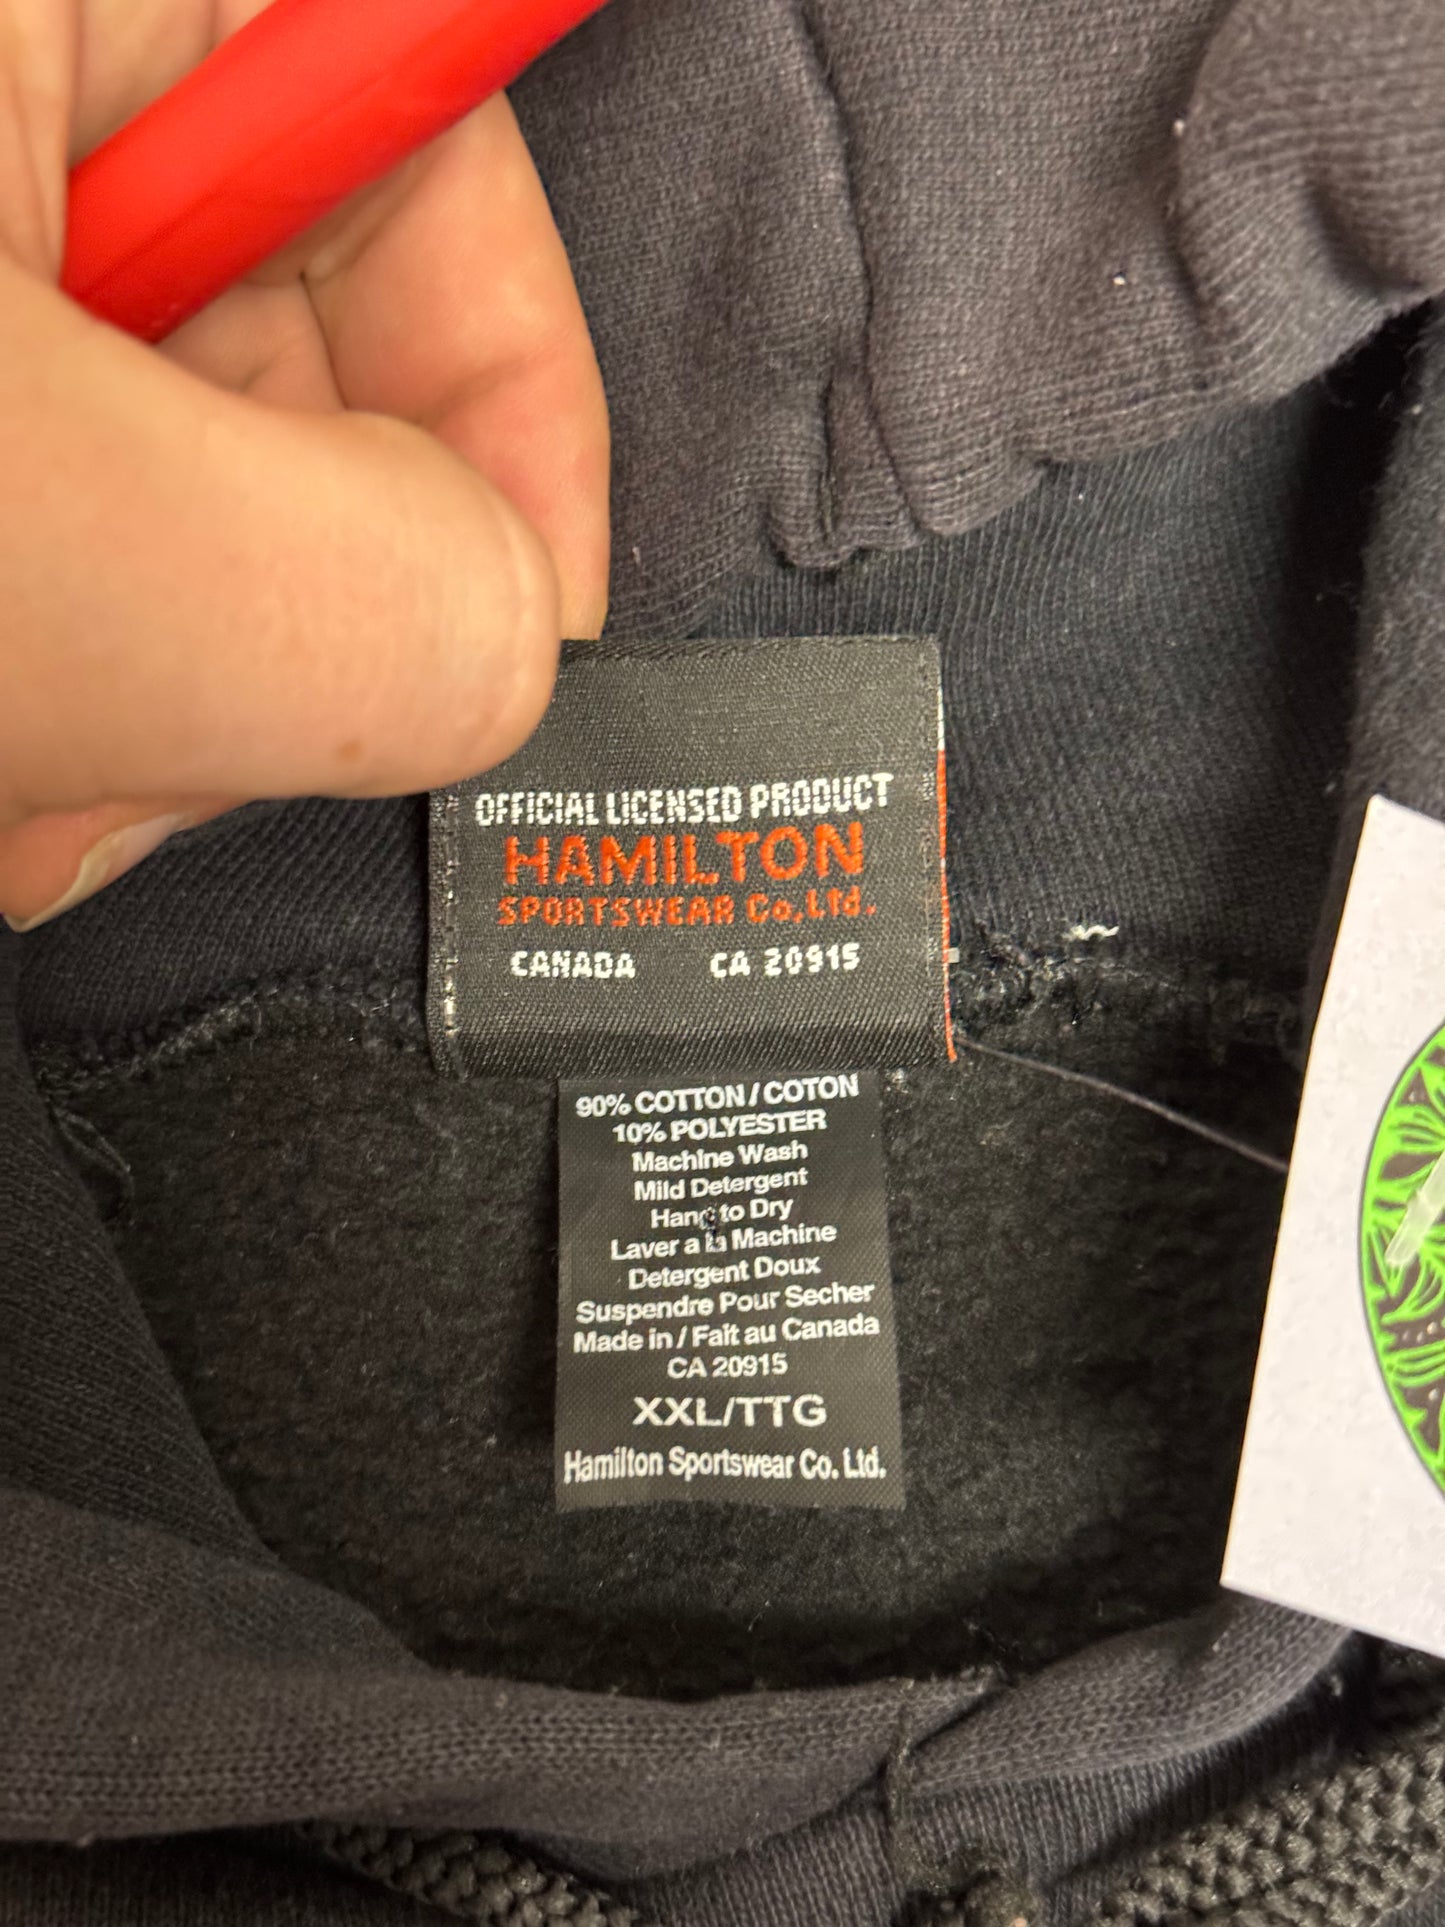 OFFICIAL LICENSED PRODUCT
HAMILTON
SPORTSWEAR Co.Ltd.
CANADA CA 20915
90% COTTON / COTON
10% POLYESTER
Machine Wash
Mild Detergent
Hang to Dry
Laver a la Machine
Detergent Doux
Suspendre Pour Secher
Made in / Fait au Canada
CA 20915
XXL/TTG
Hamilton Sportswear Co. Ltd.